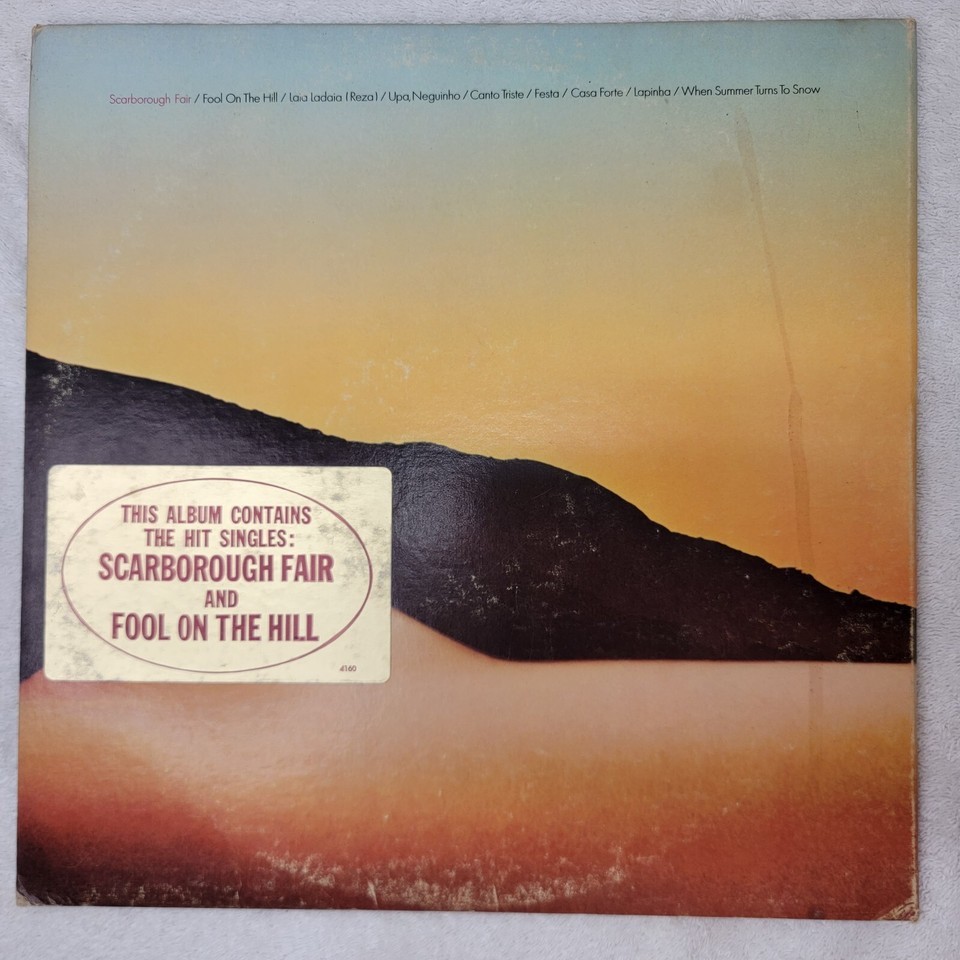 Scarborough Fair / Fool On The Hill / Laia Ladaia (Reza) / Upa, Neguinho / Canto Triste / Festa / Casa Forte / Lapinha / When Summer Turns To Snow
THIS ALBUM CONTAINS
THE HIT SINGLES:
SCARBOROUGH FAIR
AND
FOOL ON THE HILL
4160